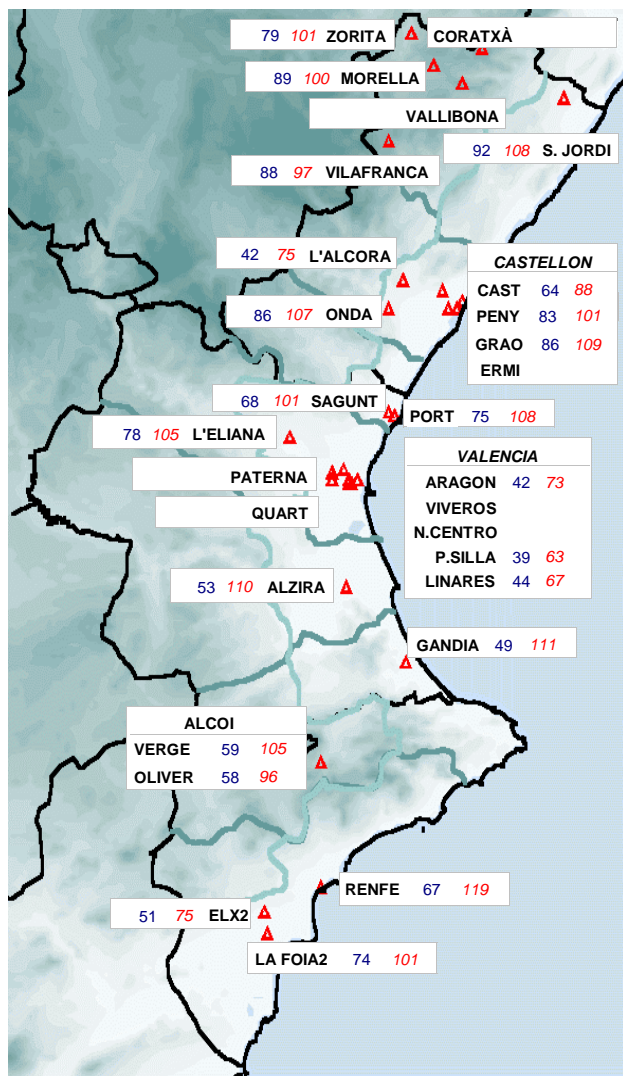 79 101 ZORITA
CORATXÀ
89 100 MORELLA
VALLIBONA
92 108 S. JORDI
88 97 VILAFRANCA
42 75 L'ALCORA
CASTELLON
CAST 64 88
PENY 83 101
GRAO 86 109
ERMI
86 107 ONDA
68 101 SAGUNT
PORT 75 108
78 105 L'ELIANA
PATERNA
QUART
VALENCIA
ARAGON 42 73
VIVEROS
N.CENTRO
P.SILLA 39 63
LINARES 44 67
53 110 ALZIRA
GANDIA 49 111
ALCOI
VERGE 59 105
OLIVER 58 96
RENFE 67 119
51 75 ELX2
LA FOIA2 74 101